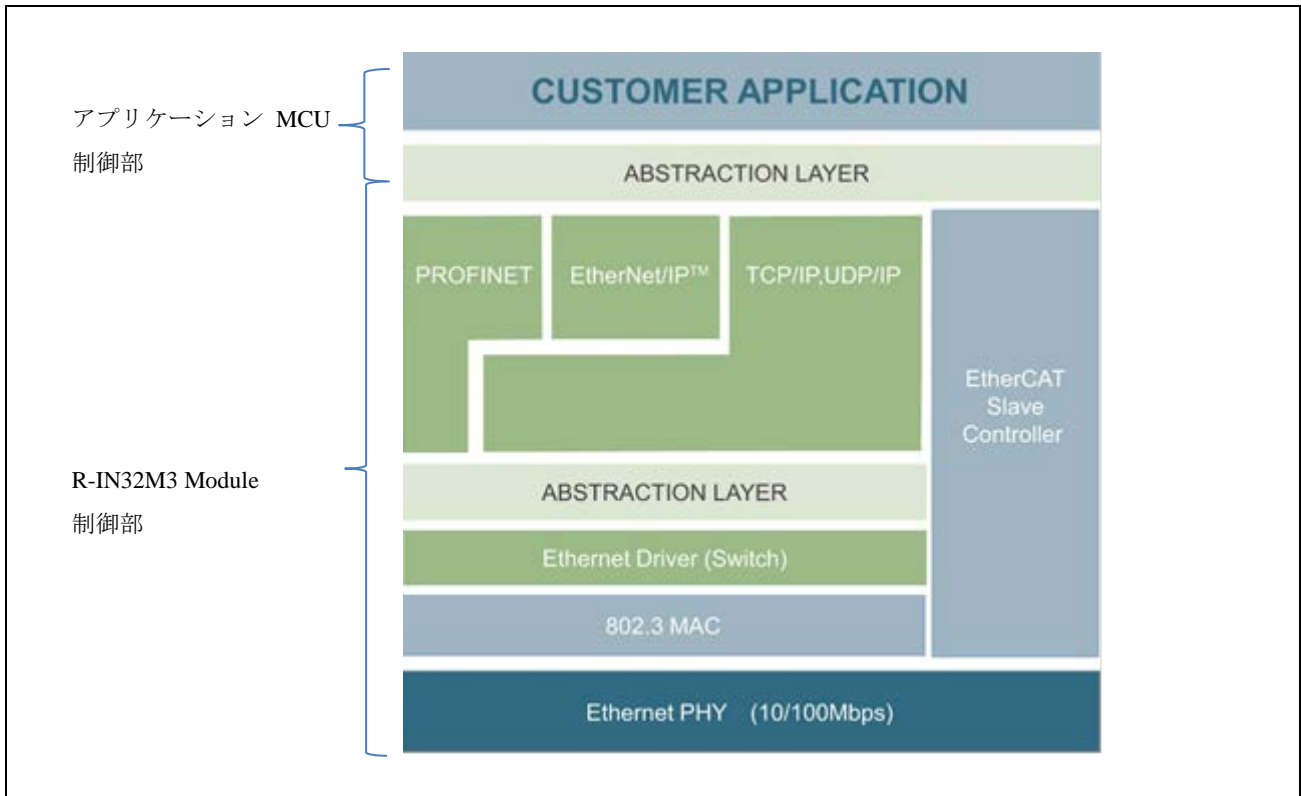 CUSTOMER APPLICATION
アプリケーション MCU
制御部
ABSTRACTION LAYER
PROFINET
EtherNet/IP™
TCP/IP,UDP/IP
EtherCAT
Slave
Controller
R-IN32M3 Module
制御部
ABSTRACTION LAYER
Ethernet Driver (Switch)
802.3 MAC
Ethernet PHY (10/100Mbps)